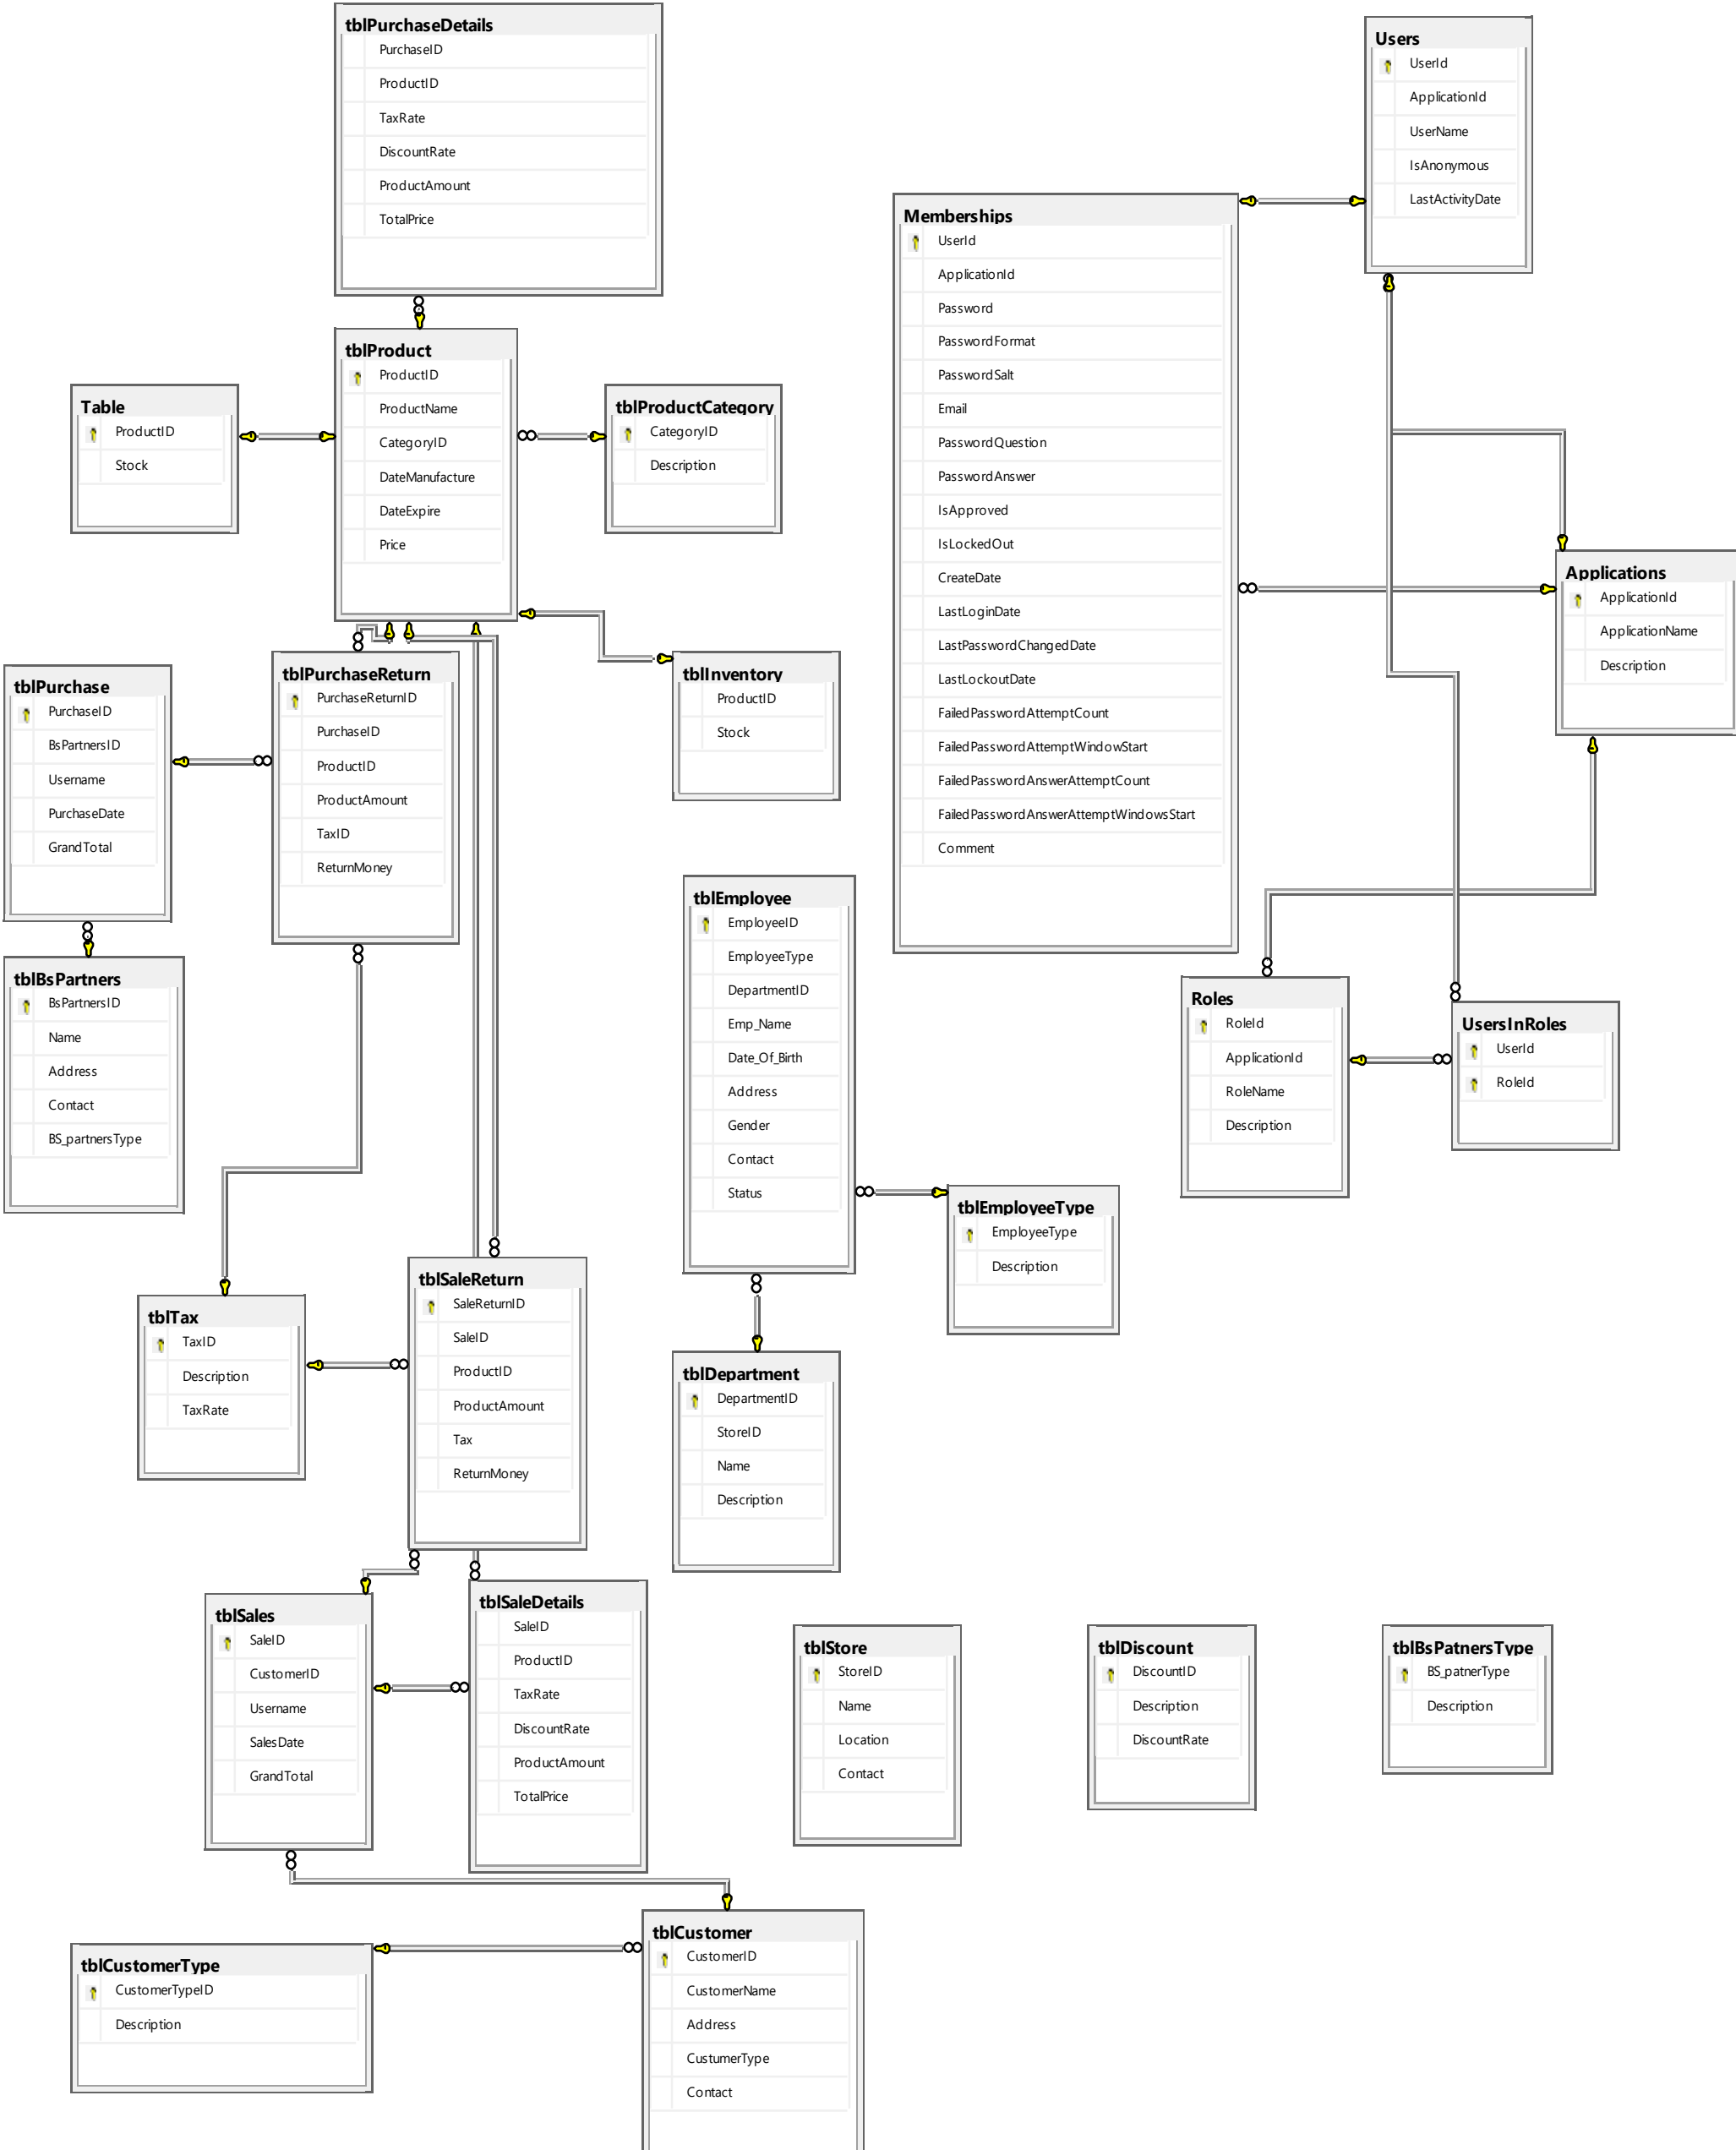 tblPurchaseDetails
PurchaseID
ProductID
TaxRate
DiscountRate
ProductAmount
TotalPrice
Users
UserId
ApplicationId
UserName
IsAnonymous
LastActivityDate
Memberships
UserId
ApplicationId
Password
PasswordFormat
PasswordSalt
Email
PasswordQuestion
PasswordAnswer
IsApproved
IsLockedOut
CreateDate
LastLoginDate
LastPasswordChangedDate
LastLockoutDate
FailedPasswordAttemptCount
FailedPasswordAttemptWindowStart
FailedPasswordAnswerAttemptCount
FailedPasswordAnswerAttemptWindowsStart
Comment
tblProduct
ProductID
ProductName
CategoryID
DateManufacture
DateExpire
Price
Table
ProductID
Stock
tblProductCategory
CategoryID
Description
Applications
ApplicationId
ApplicationName
Description
tblPurchase
PurchaseID
BsPartnersID
Username
PurchaseDate
GrandTotal
tblPurchaseReturn
PurchaseReturnID
PurchaseID
ProductID
ProductAmount
TaxID
ReturnMoney
tblInventory
ProductID
Stock
tblEmployee
EmployeeID
EmployeeType
DepartmentID
Emp_Name
Date_Of_Birth
Address
Gender
Contact
Status
tblBsPartners
BsPartnersID
Name
Address
Contact
BS_partnersType
Roles
RoleId
ApplicationId
RoleName
Description
UsersInRoles
UserId
RoleId
tblEmployeeType
EmployeeType
Description
tblSaleReturn
SaleReturnID
SaleID
ProductID
ProductAmount
Tax
ReturnMoney
tblTax
TaxID
Description
TaxRate
tblDepartment
DepartmentID
StoreID
Name
Description
tblSales
SaleID
CustomerID
Username
SalesDate
GrandTotal
tblSaleDetails
SaleID
ProductID
TaxRate
DiscountRate
ProductAmount
TotalPrice
tblStore
StoreID
Name
Location
Contact
tblDiscount
DiscountID
Description
DiscountRate
tblBsPatnersType
BS_patnerType
Description
tblCustomer
CustomerID
CustomerName
Address
CustumerType
Contact
tblCustomerType
CustomerTypeID
Description